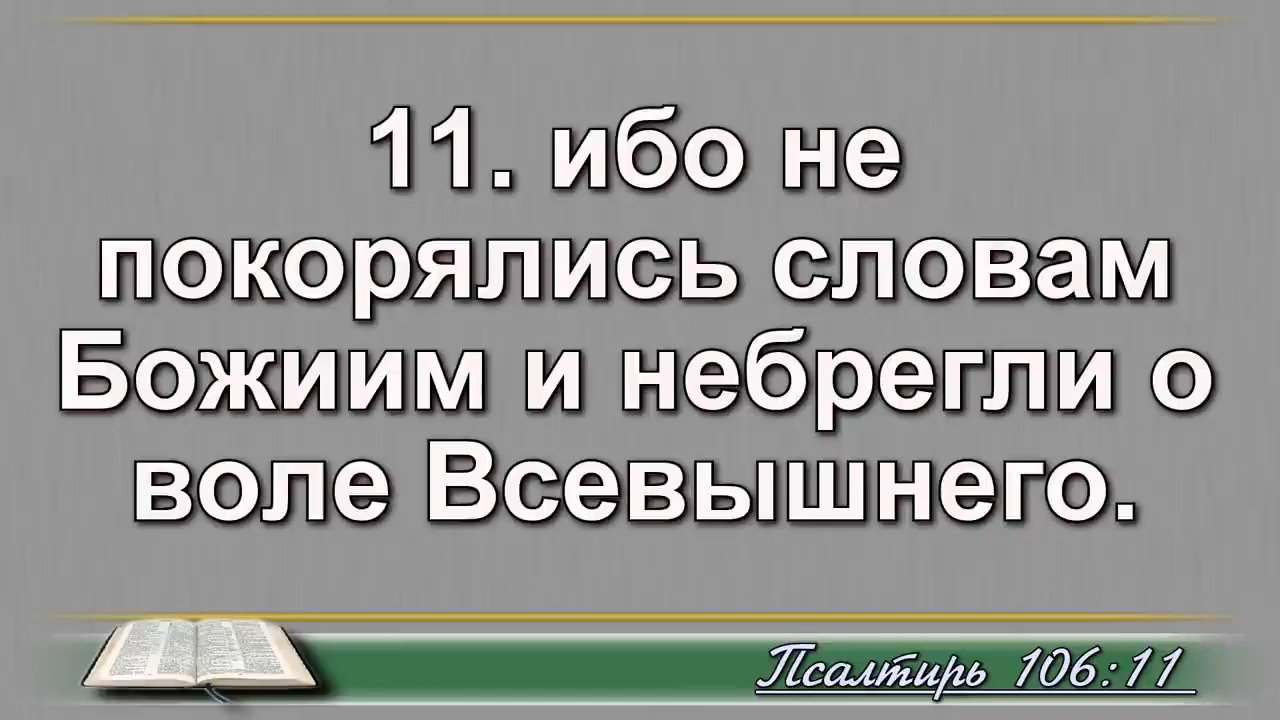 11. ибо не
покорялись словам
Божиим и небрегли о
воле Всевышнего.
Псалтирь 106:11